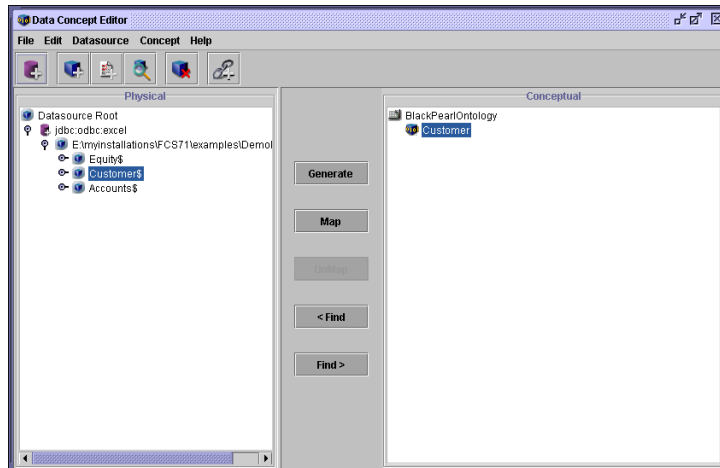 Data Concept Editor
File Edit Datasource Concept Help
Physical
Datasource Root
jdbc:odbc:excel
E:\myinstallations\FCS71\examples\Demol
Equity$
Customer$
Accounts$
Generate
Map
UnMap
< Find
Find >
Conceptual
BlackPearlOntology
Customer